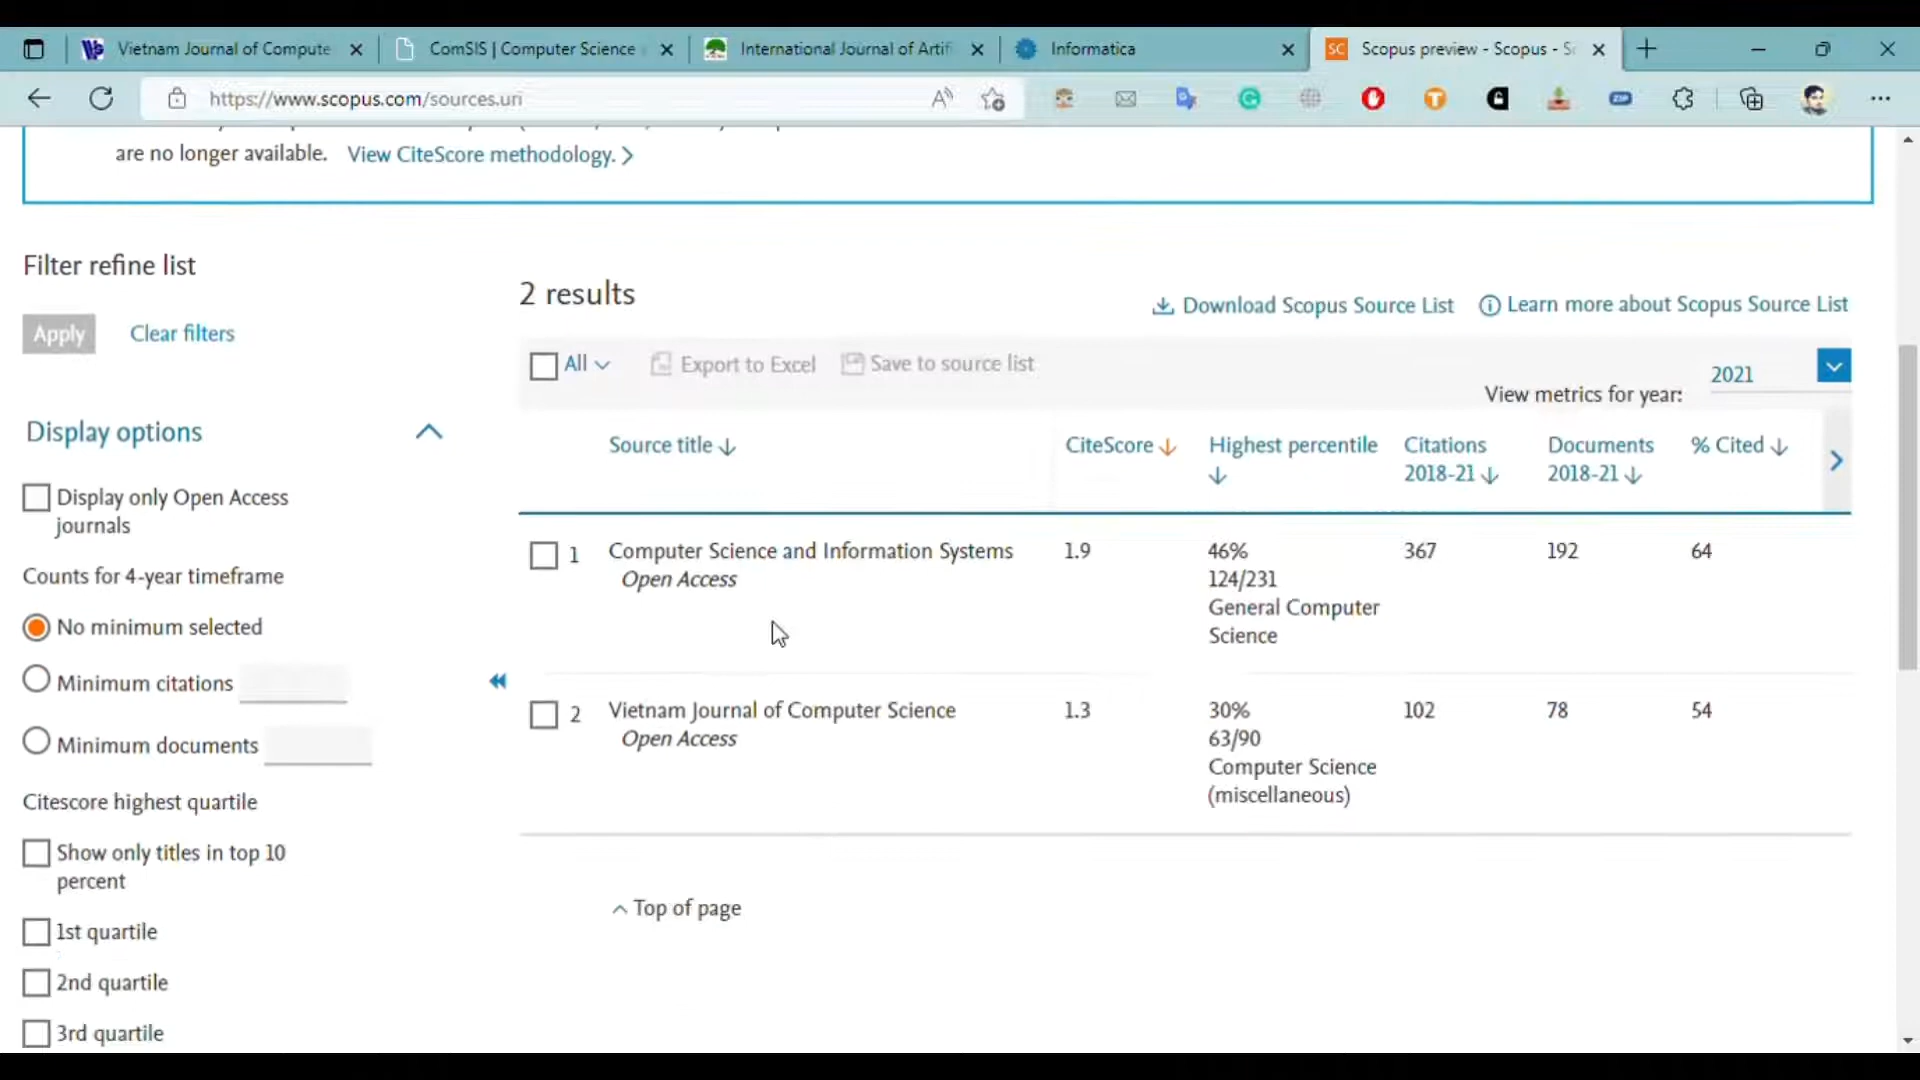 Vietnam Journal of Compute
ComSIS | Computer Science
International Journal of Artif
Informatica
SC
Scopus preview - Scopus - Sc
https://www.scopus.com/sources.uri
are no longer available. View CiteScore methodology. >
Filter refine list
Apply
Clear filters
2 results
Download Scopus Source List
Learn more about Scopus Source List
All
Export to Excel
Save to source list
View metrics for year:
2021
Display options
Display only Open Access
journals
Counts for 4-year timeframe
No minimum selected
Minimum citations
Minimum documents
Citescore highest quartile
Show only titles in top 10
percent
1st quartile
2nd quartile
3rd quartile
Source title ↓
CiteScore ↓
Highest percentile
↓
Citations
2018-21 ↓
Documents
2018-21 ↓
% Cited ↓
1 Computer Science and Information Systems 1.9 46% 367 192 64
Open Access 124/231
General Computer
Science
2 Vietnam Journal of Computer Science 1.3 30% 102 78 54
Open Access 63/90
Computer Science
(miscellaneous)
Top of page